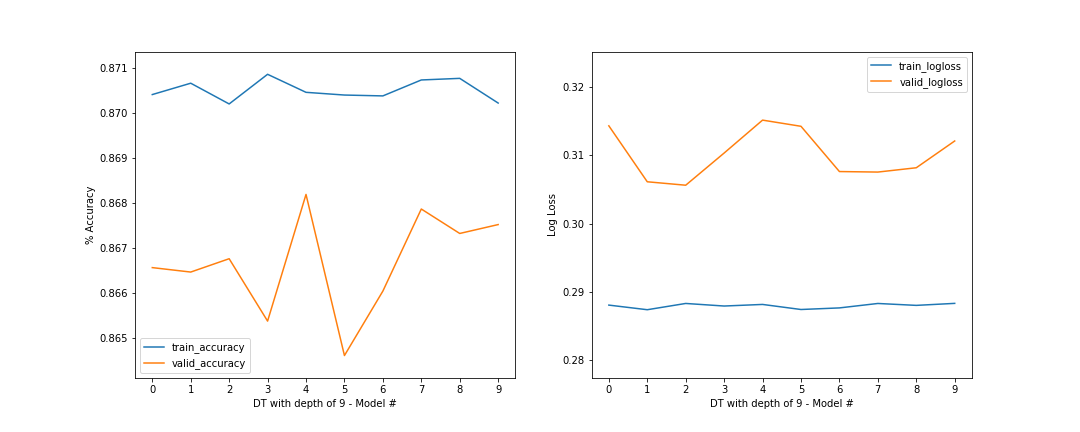 0.871
0.870
0.869
0.868
0.867
0.866
0.865
% Accuracy
train_accuracy
valid_accuracy
0 1 2 3 4 5 6 7 8 9
DT with depth of 9 - Model #
train_logloss
valid_logloss
0.32
0.31
0.30
0.29
0.28
Log Loss
0 1 2 3 4 5 6 7 8 9
DT with depth of 9 - Model #